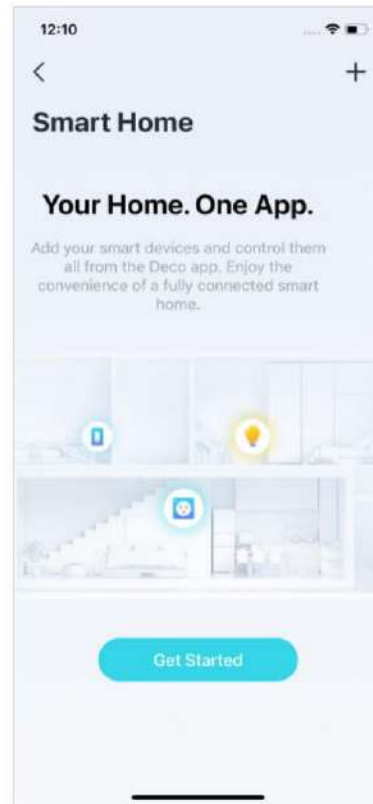 12:10
Smart Home
Your Home. One App.
Add your smart devices and control them
all from the Deco app. Enjoy the
convenience of a fully connected smart
home.
Get Started